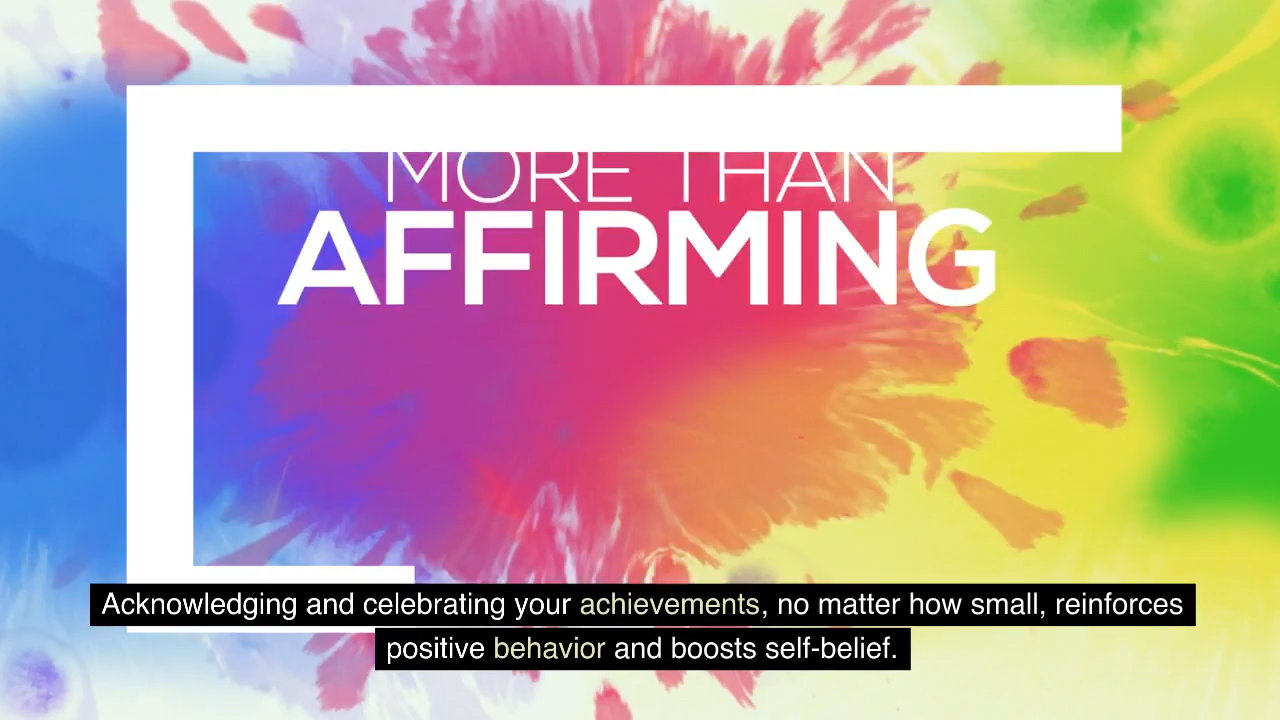 MORE THAN
AFFIRMING
Acknowledging and celebrating your achievements, no matter how small, reinforces
positive behavior and boosts self-belief.